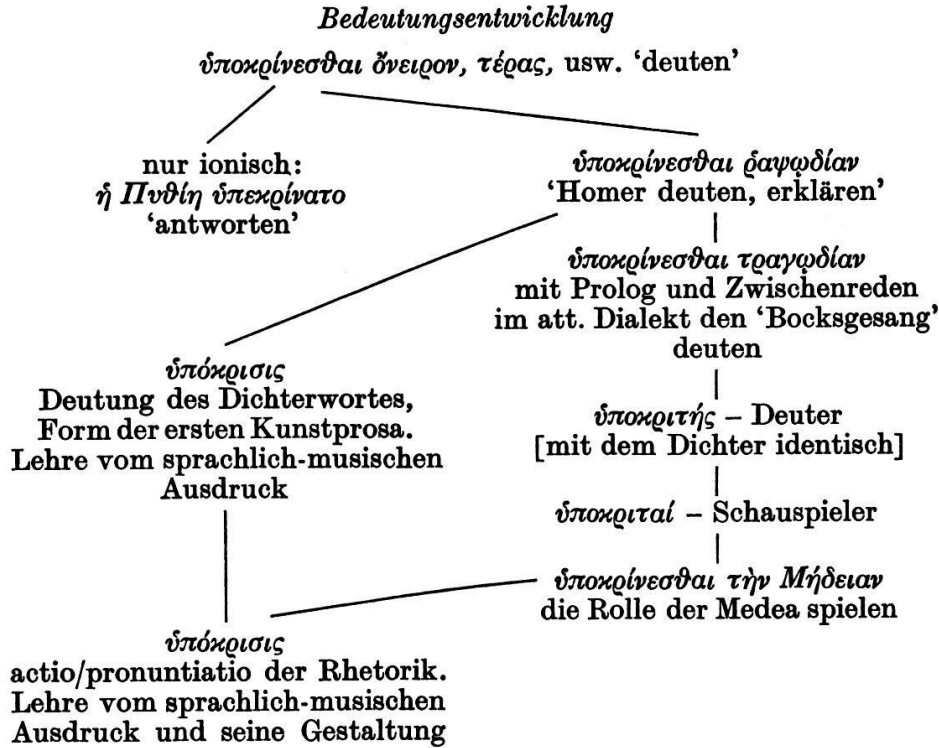 Bedeutungsentwicklung
ὑποκρίνεσθαι ὄνειρον, τέρας, usw. ‘deuten’
nur ionisch:
ἡ Πυθίη ὑπεκρίνατο
‘antworten’
ὑποκρίνεσθαι ῥαψῳδίαν
‘Homer deuten, erklären’
ὑποκρίνεσθαι τραγῳδίαν
mit Prolog und Zwischenreden
im att. Dialekt den ‘Bocksgesang’
deuten
ὑπόκρισις
Deutung des Dichterwortes,
Form der ersten Kunstprosa.
Lehre vom sprachlich-musischen
Ausdruck
ὑποκριτής – Deuter
[mit dem Dichter identisch]
ὑποκριταί – Schauspieler
ὑποκρίνεσθαι τὴν Μήδειαν
die Rolle der Medea spielen
ὑπόκρισις
actio/pronuntiatio der Rhetorik.
Lehre vom sprachlich-musischen
Ausdruck und seine Gestaltung